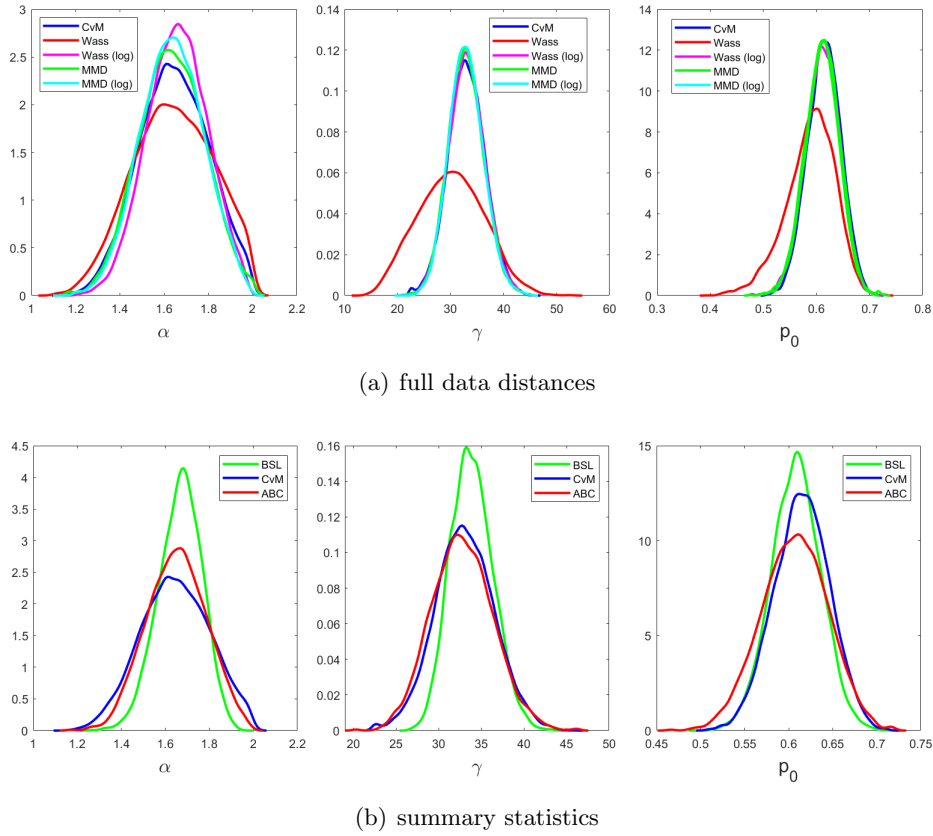 3
2.5
2
1.5
1
0.5
0
1 1.2 1.4 1.6 1.8 2 2.2
α
CvM
Wass
Wass (log)
MMD
MMD (log)
0.14
0.12
0.1
0.08
0.06
0.04
0.02
0
10 20 30 40 50 60
γ
CvM
Wass
Wass (log)
MMD
MMD (log)
14
12
10
8
6
4
2
0
0.3 0.4 0.5 0.6 0.7 0.8
p0
CvM
Wass
Wass (log)
MMD
MMD (log)
(a) full data distances
4.5
4
3.5
3
2.5
2
1.5
1
0.5
0
1 1.2 1.4 1.6 1.8 2 2.2
α
BSL
CvM
ABC
0.16
0.14
0.12
0.1
0.08
0.06
0.04
0.02
0
20 25 30 35 40 45 50
γ
BSL
CvM
ABC
15
10
5
0
0.45 0.5 0.55 0.6 0.65 0.7 0.75
p0
BSL
CvM
ABC
(b) summary statistics